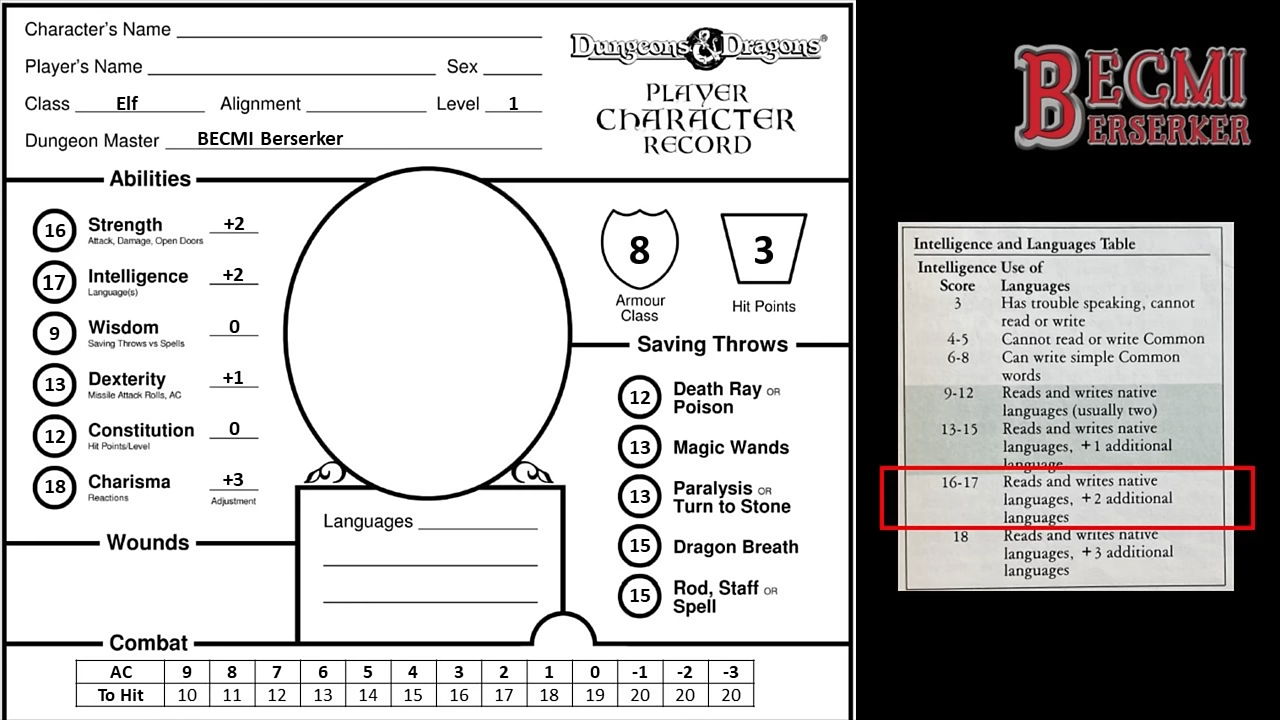 Character's Name
Player's Name Sex
Class Elf Alignment Level 1
Dungeon Master BECMI Berserker
Dungeons & Dragons®
PLAYER
CHARACTER
RECORD
BECMI
BERSERKER
Abilities
16 Strength +2
Attack, Damage, Open Doors
17 Intelligence +2
Language(s)
9 Wisdom 0
Saving Throws vs Spells
13 Dexterity +1
Missile Attack Rolls, AC
12 Constitution 0
Hit Points/Level
18 Charisma +3
Reactions Adjustment
Wounds
Languages
8
Armour
Class
3
Hit Points
Saving Throws
12 Death Ray OR
Poison
13 Magic Wands
13 Paralysis OR
Turn to Stone
15 Dragon Breath
15 Rod, Staff OR
Spell
Combat
AC 9 8 7 6 5 4 3 2 1 0 -1 -2 -3
To Hit 10 11 12 13 14 15 16 17 18 19 20 20 20
Intelligence and Languages Table
Intelligence Use of
Score Languages
3 Has trouble speaking, cannot
read or write
4-5 Cannot read or write Common
6-8 Can write simple Common
words
9-12 Reads and writes native
languages (usually two)
13-15 Reads and writes native
languages, +1 additional
language
16-17 Reads and writes native
languages, +2 additional
languages
18 Reads and writes native
languages, +3 additional
languages